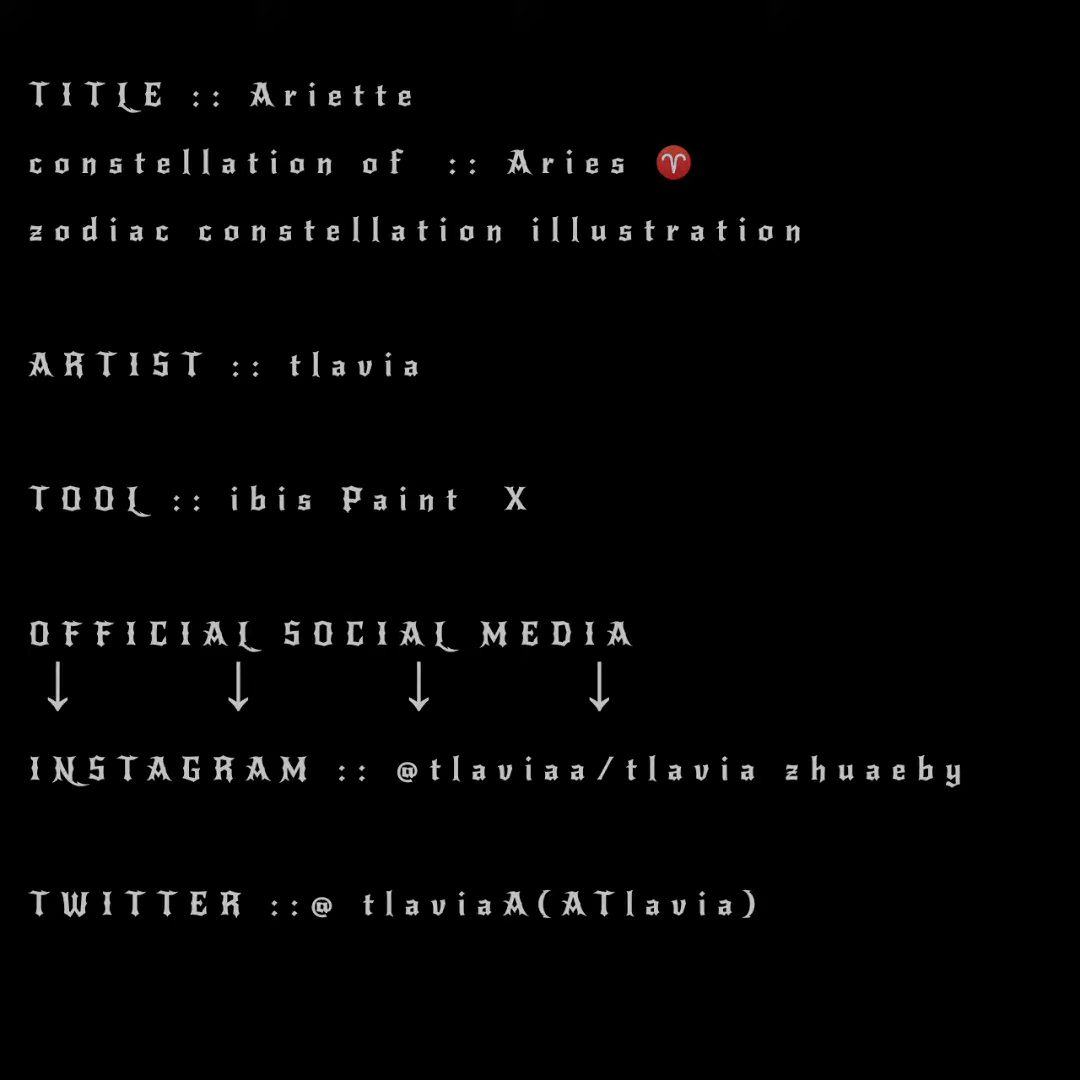 TITLE :: Ariette
constellation of :: Aries ♈
zodiac constellation illustration
ARTIST :: tlavia
TOOL :: ibis Paint X
OFFICIAL SOCIAL MEDIA
↓ ↓ ↓ ↓
INSTAGRAM :: @tlaviaa/tlavia zhuaeby
TWITTER ::@ tlaviaA(ATlavia)